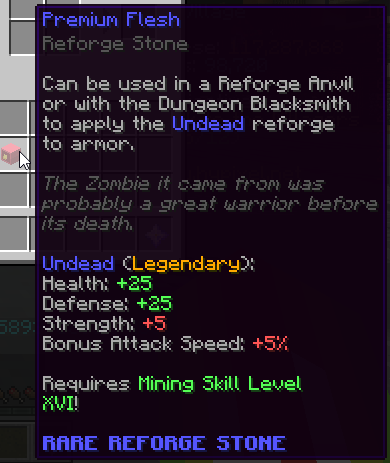 Premium Flesh
Reforge Stone
Can be used in a Reforge Anvil
or with the Dungeon Blacksmith
to apply the Undead reforge
to armor.
The Zombie it came from was
probably a great warrior before
its death.
Undead (Legendary):
Health: +25
Defense: +25
Strength: +5
Bonus Attack Speed: +5%
Requires Mining Skill Level
XVI!
RARE REFORGE STONE